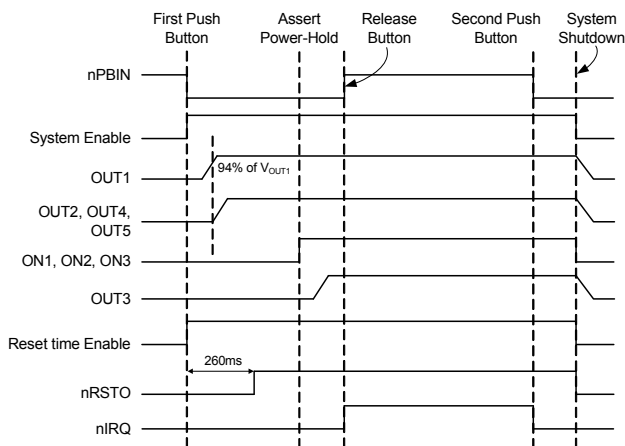 First Push
Button
Assert
Power-Hold
Release
Button
Second Push
Button
System
Shutdown
nPBIN
System Enable
OUT1
94% of VOUT1
OUT2, OUT4,
OUT5
ON1, ON2, ON3
OUT3
Reset time Enable
260ms
nRSTO
nIRQ